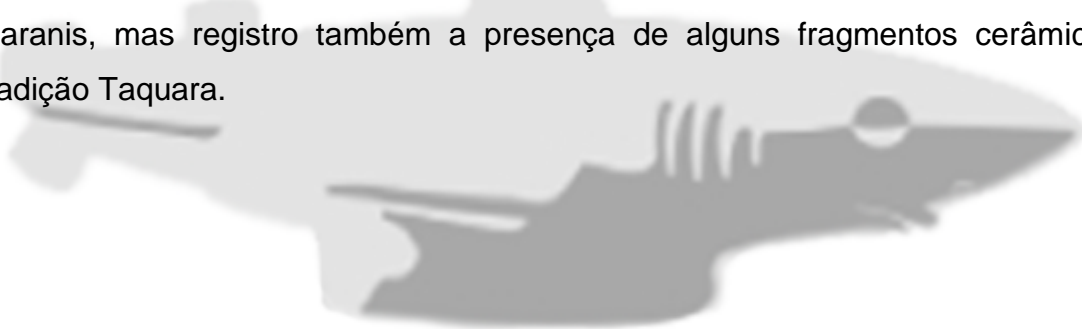 aranis, mas registro também a presença de alguns fragmentos cerâmic
adição Taquara.